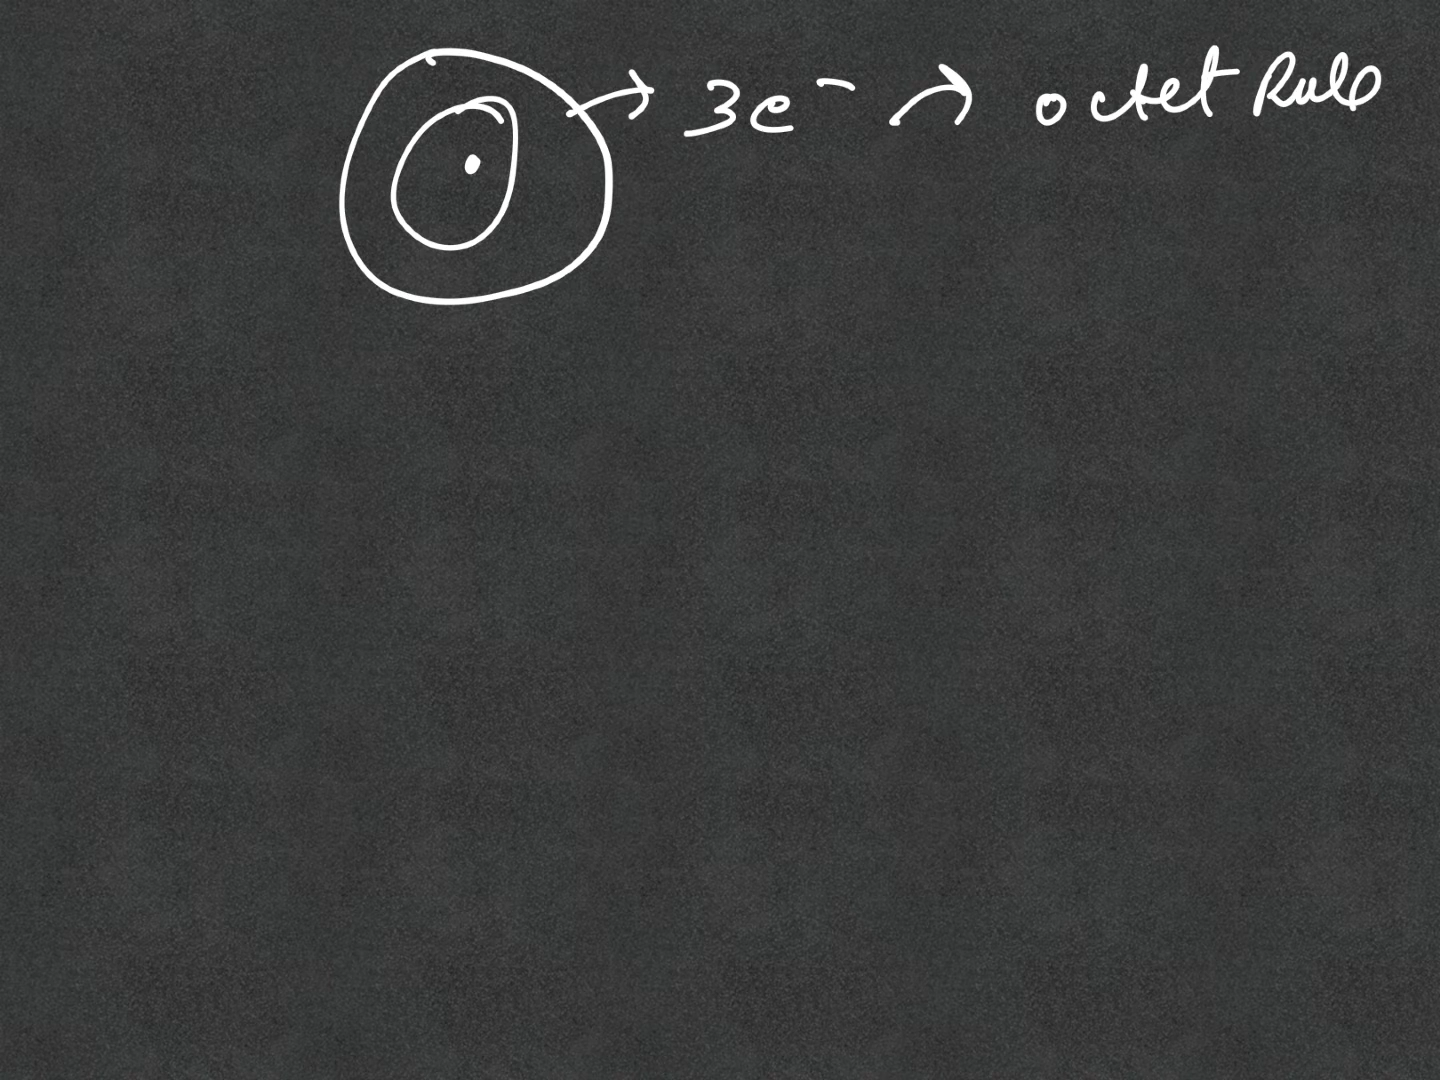 → 3e⁻ → octet Rule